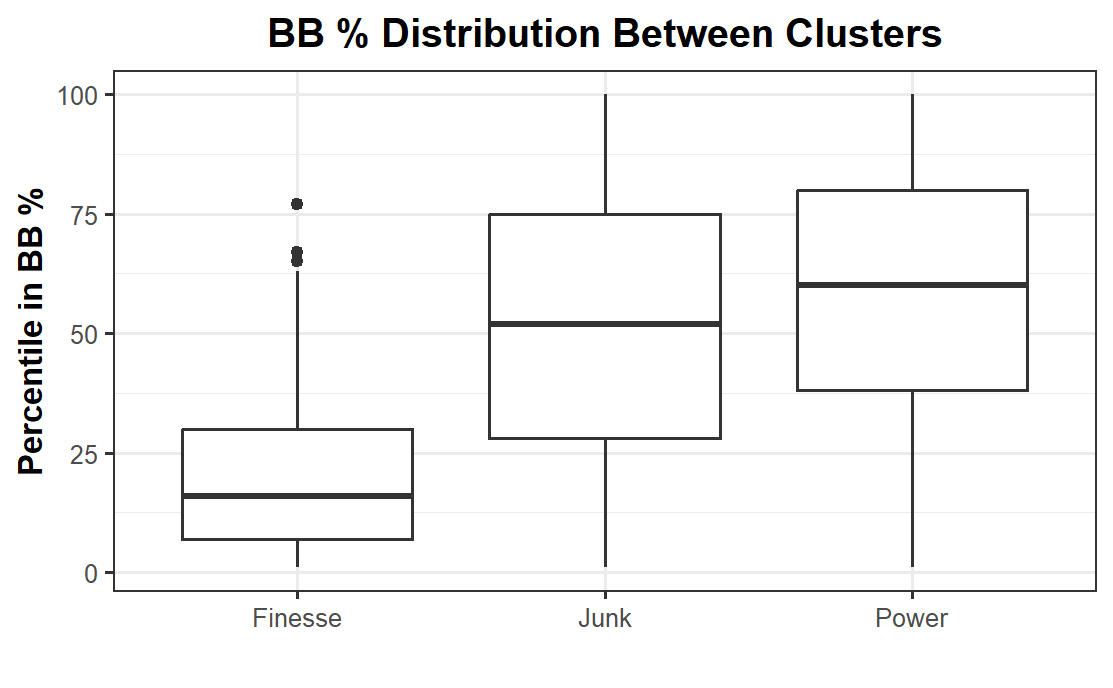 BB % Distribution Between Clusters
Percentile in BB %
100
75
50
25
0
Finesse
Junk
Power